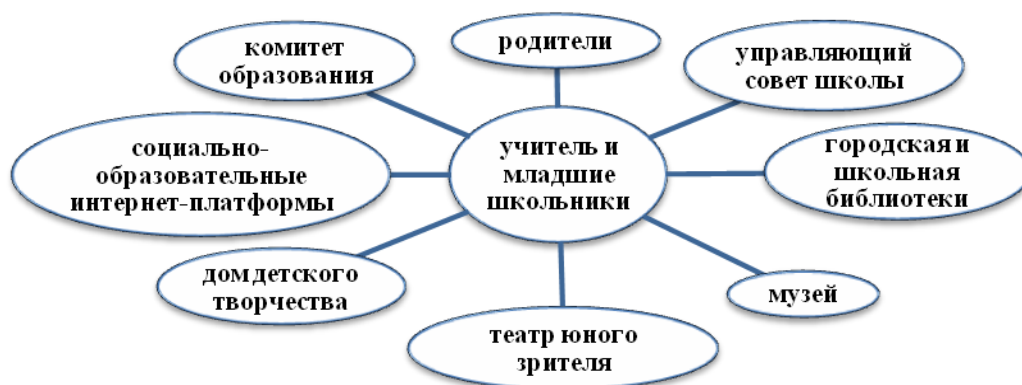 комитет
образования
родители
управляющий
совет школы
социально-
образовательные
интернет-платформы
учитель и
младшие
школьники
городская и
школьная
библиотеки
дом детского
творчества
театр юного
зрителя
музей